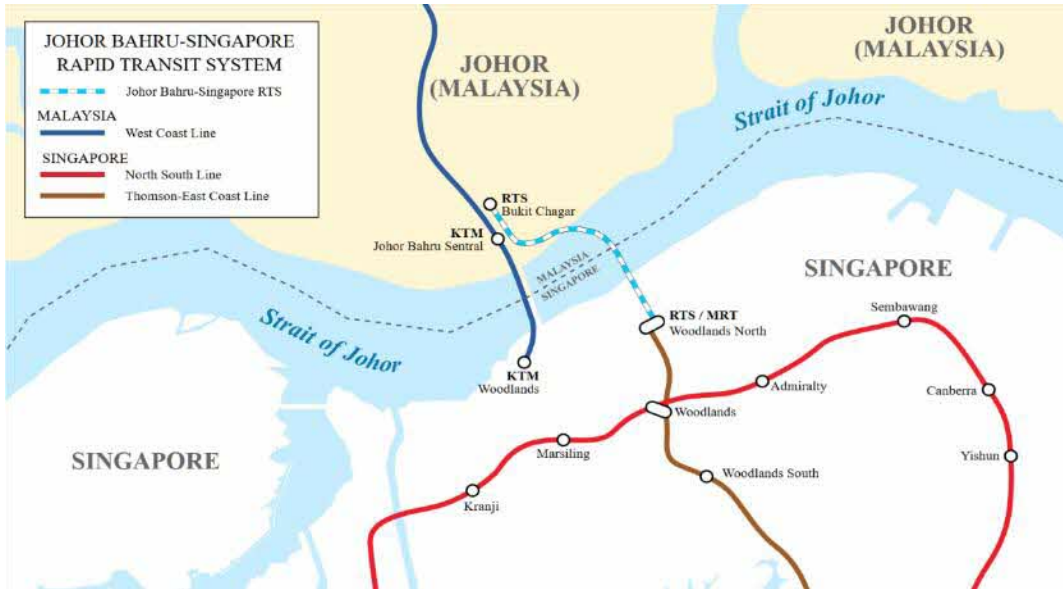 JOHOR BAHRU-SINGAPORE
RAPID TRANSIT SYSTEM
Johor Bahru-Singapore RTS
MALAYSIA
West Coast Line
SINGAPORE
North South Line
Thomson-East Coast Line
JOHOR
(MALAYSIA)
JOHOR
(MALAYSIA)
Strait of Johor
RTS
Bukit Chagar
KTM
Johor Bahru Sentral
MALAYSIA
SINGAPORE
SINGAPORE
Strait of Johor
RTS / MRT
Woodlands North
Sembawang
KTM
Woodlands
Admiralty
Canberra
Woodlands
Marsiling
SINGAPORE
Yishun
Woodlands South
Kranji